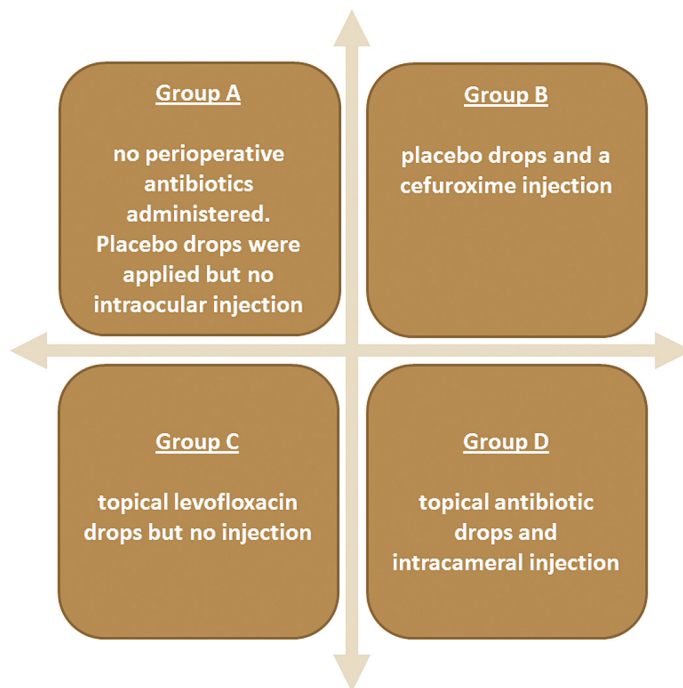 Group A
no perioperative
antibiotics
administered.
Placebo drops were
applied but no
intraocular injection
Group B
placebo drops and a
cefuroxime injection
Group C
topical levofloxacin
drops but no injection
Group D
topical antibiotic
drops and
intracameral injection